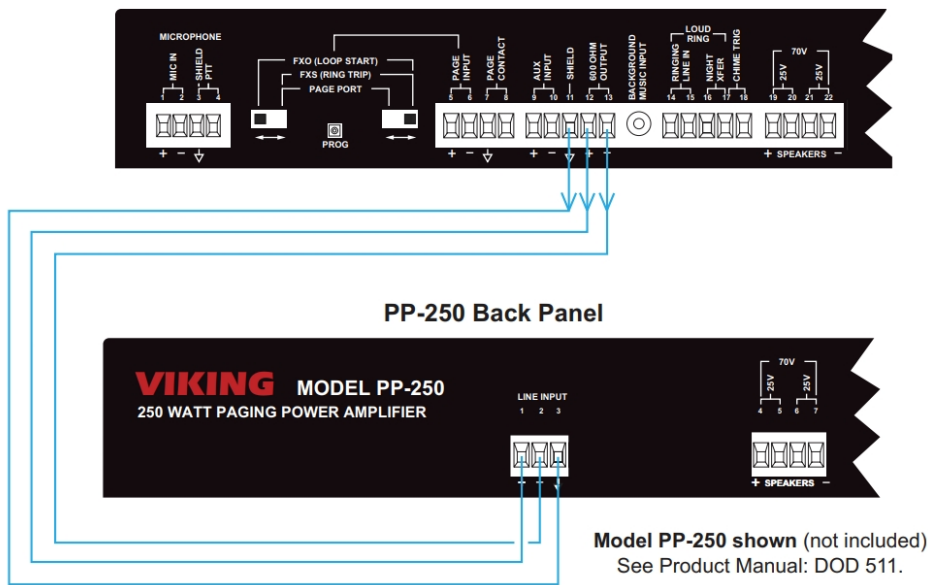 MICROPHONE
MIC IN
SHIELD
PTT
1 2 3 4
+ − 
FXO (LOOP START)
FXS (RING TRIP)
PAGE PORT
PROG
PAGE INPUT
PAGE CONTACT
5 6 7 8
+ −
AUX INPUT
SHIELD
600 OHM OUTPUT
9 10 11 12 13
+ − + −
BACKGROUND MUSIC INPUT
LOUD RING
RINGING LINE IN
NIGHT XFER
CHIME TRIG
14 15 16 17 18
70V
25V 25V
19 20 21 22
+ SPEAKERS −
PP-250 Back Panel
VIKING MODEL PP-250
250 WATT PAGING POWER AMPLIFIER
LINE INPUT
1 2 3
+ −
70V
25V 25V
4 5 6 7
+ SPEAKERS −
Model PP-250 shown (not included)
See Product Manual: DOD 511.